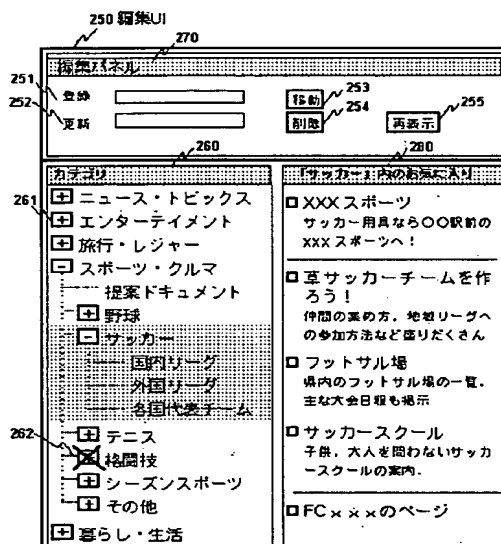 250 編集UI
270
編集パネル
251 登録
移動 253
252 更新
削除 254
再表示 255
260
カテゴリ
261
+ ニュース・トピックス
+ エンターテイメント
+ 旅行・レジャー
- スポーツ・クルマ
提案ドキュメント
+ 野球
- サッカー
国内リーグ
外国リーグ
各国代表チーム
+ テニス
262
格闘技
+ シーズンスポーツ
+ その他
+ 暮らし・生活
280
「サッカー」内のお気に入り
XXX スポーツ
サッカー用具なら〇〇駅前の
xxx スポーツへ!
草サッカーチームを作
ろう!
仲間の集め方、地域リーグへ
の参加方法など盛りだくさん
フットサル場
県内のフットサル場の一覧。
主な大会日程も掲示
サッカースクール
子供、大人を問わないサッカ
ースクールの案内.
FC×××のページ